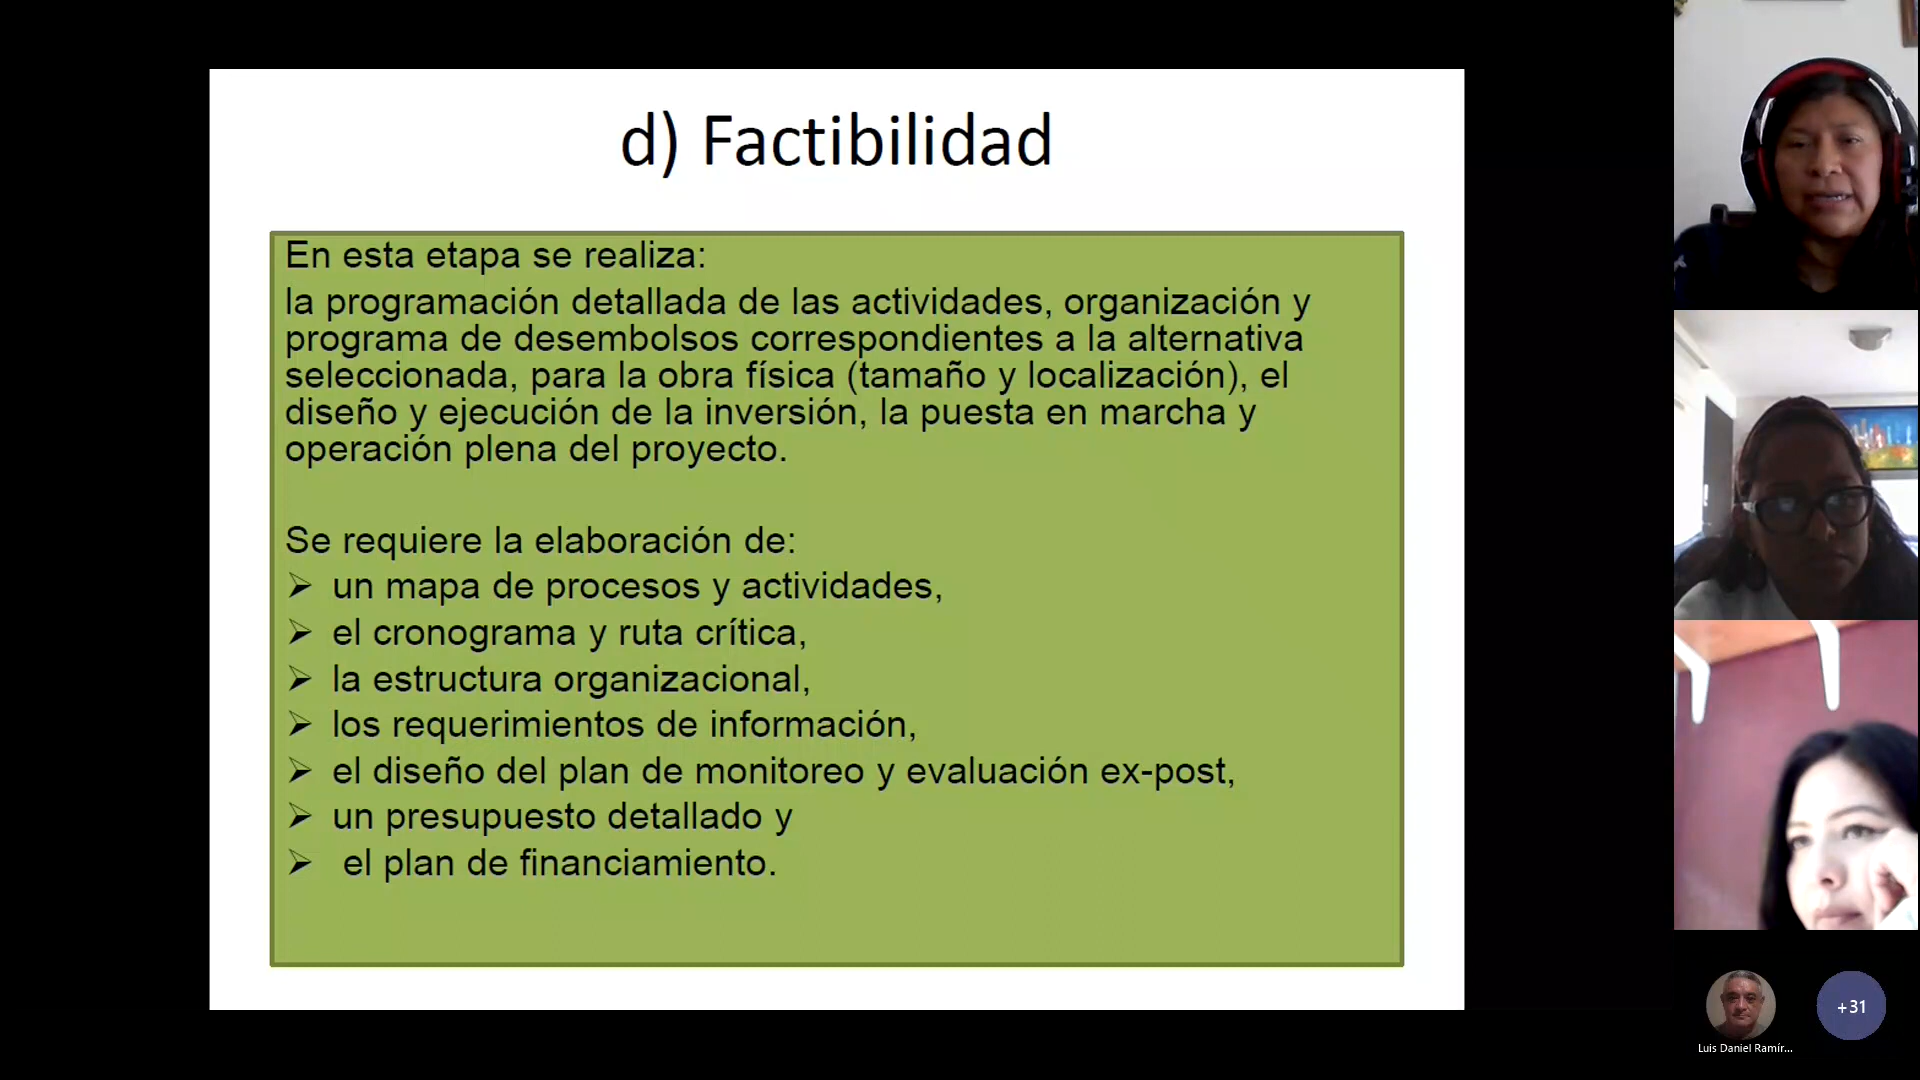 d) Factibilidad
En esta etapa se realiza:
la programación detallada de las actividades, organización y
programa de desembolsos correspondientes a la alternativa
seleccionada, para la obra física (tamaño y localización), el
diseño y ejecución de la inversión, la puesta en marcha y
operación plena del proyecto.
Se requiere la elaboración de:
➢ un mapa de procesos y actividades,
➢ el cronograma y ruta crítica,
➢ la estructura organizacional,
➢ los requerimientos de información,
➢ el diseño del plan de monitoreo y evaluación ex-post,
➢ un presupuesto detallado y
➢ el plan de financiamiento.
+31
Luis Daniel Ramír...